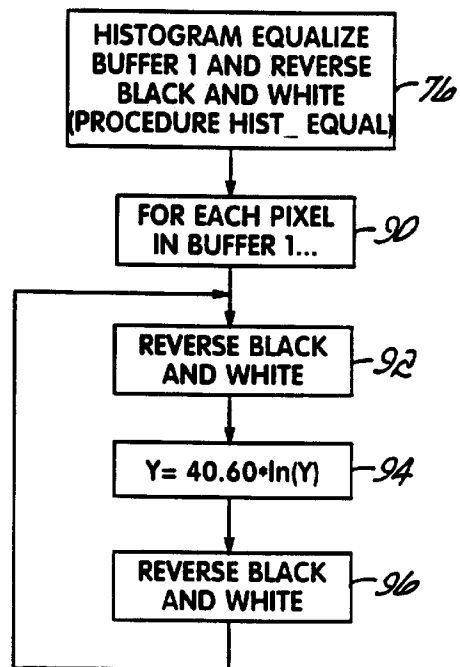 HISTOGRAM EQUALIZE
BUFFER 1 AND REVERSE
BLACK AND WHITE
(PROCEDURE HIST_ EQUAL)
76
FOR EACH PIXEL
IN BUFFER 1...
90
REVERSE BLACK
AND WHITE
92
Y= 40.60*ln(Y)
94
REVERSE BLACK
AND WHITE
96